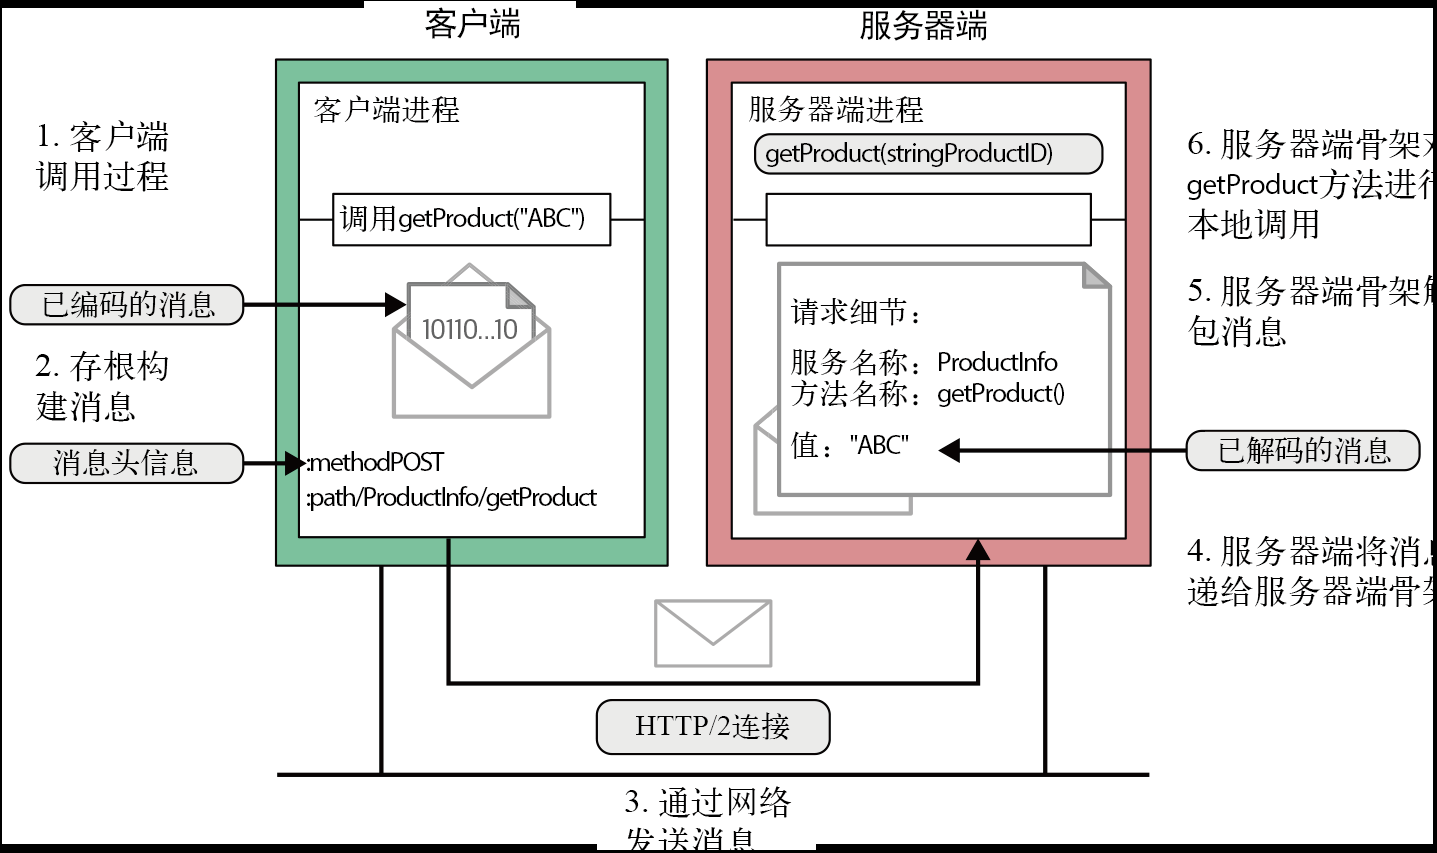 客户端
服务器端
1. 客户端
调用过程
客户端进程
调用getProduct("ABC")
已编码的消息
10110...10
2. 存根构
建消息
消息头信息
:methodPOST
:path/ProductInfo/getProduct
服务器端进程
getProduct(stringProductID)
请求细节：
服务名称：ProductInfo
方法名称：getProduct()
值："ABC"
6. 服务器端骨架
getProduct方法进行
本地调用
5. 服务器端骨架
包消息
已解码的消息
4. 服务器端将消息
递给服务器端骨架
HTTP/2连接
3. 通过网络
发送消息